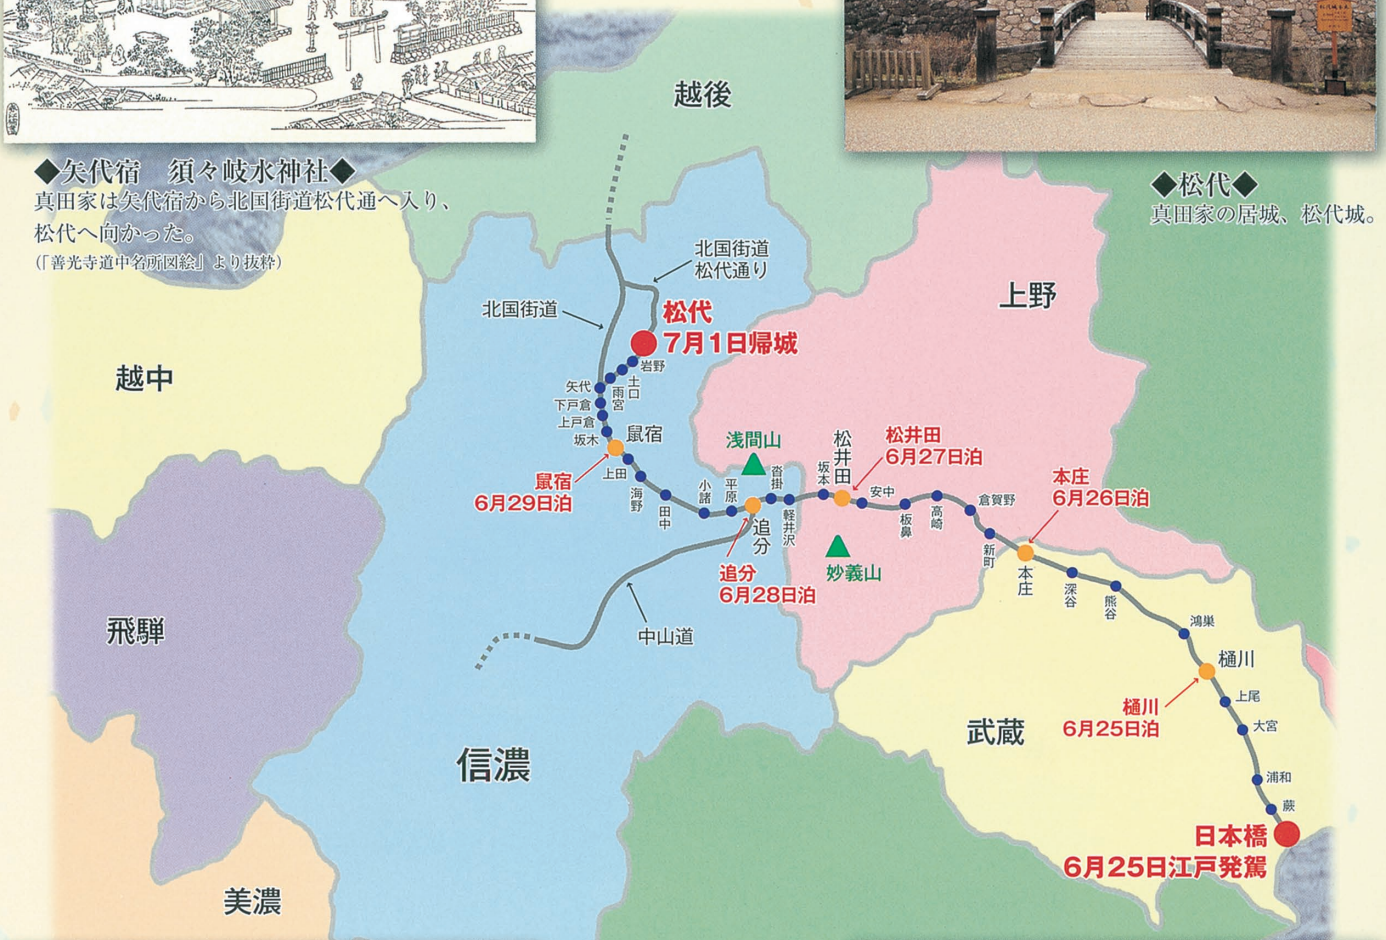 ◆矢代宿　須々岐水神社◆
真田家は矢代宿から北国街道松代通へ入り、
松代へ向かった。
(「善光寺道中名所図絵」より抜粋)
◆松代◆
真田家の居城、松代城。
越後
北国街道
松代通り
北国街道
松代
7月1日帰城
上野
越中
岩野
土口
雨宮
矢代
下戸倉
上戸倉
坂木
鼠宿
鼠宿
6月29日泊
上田
海野
田中
小諸
平原
浅間山
追分
追分
6月28日泊
沓掛
軽井沢
坂本
松井田
松井田
6月27日泊
妙義山
安中
板鼻
高崎
倉賀野
新町
本庄
6月26日泊
本庄
深谷
熊谷
鴻巣
樋川
樋川
6月25日泊
上尾
大宮
浦和
蕨
日本橋
6月25日江戸発駕
中山道
飛騨
信濃
武蔵
美濃